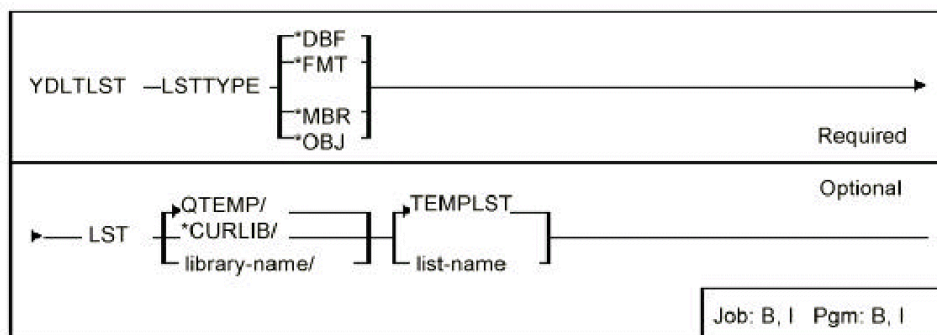 *DBF
*FMT
YDLTLST LSTTYPE
*MBR
*OBJ
Required
Optional
QTEMP/ TEMPLST
LST *CURLIB/
library-name/ list-name
Job: B, I Pgm: B, I